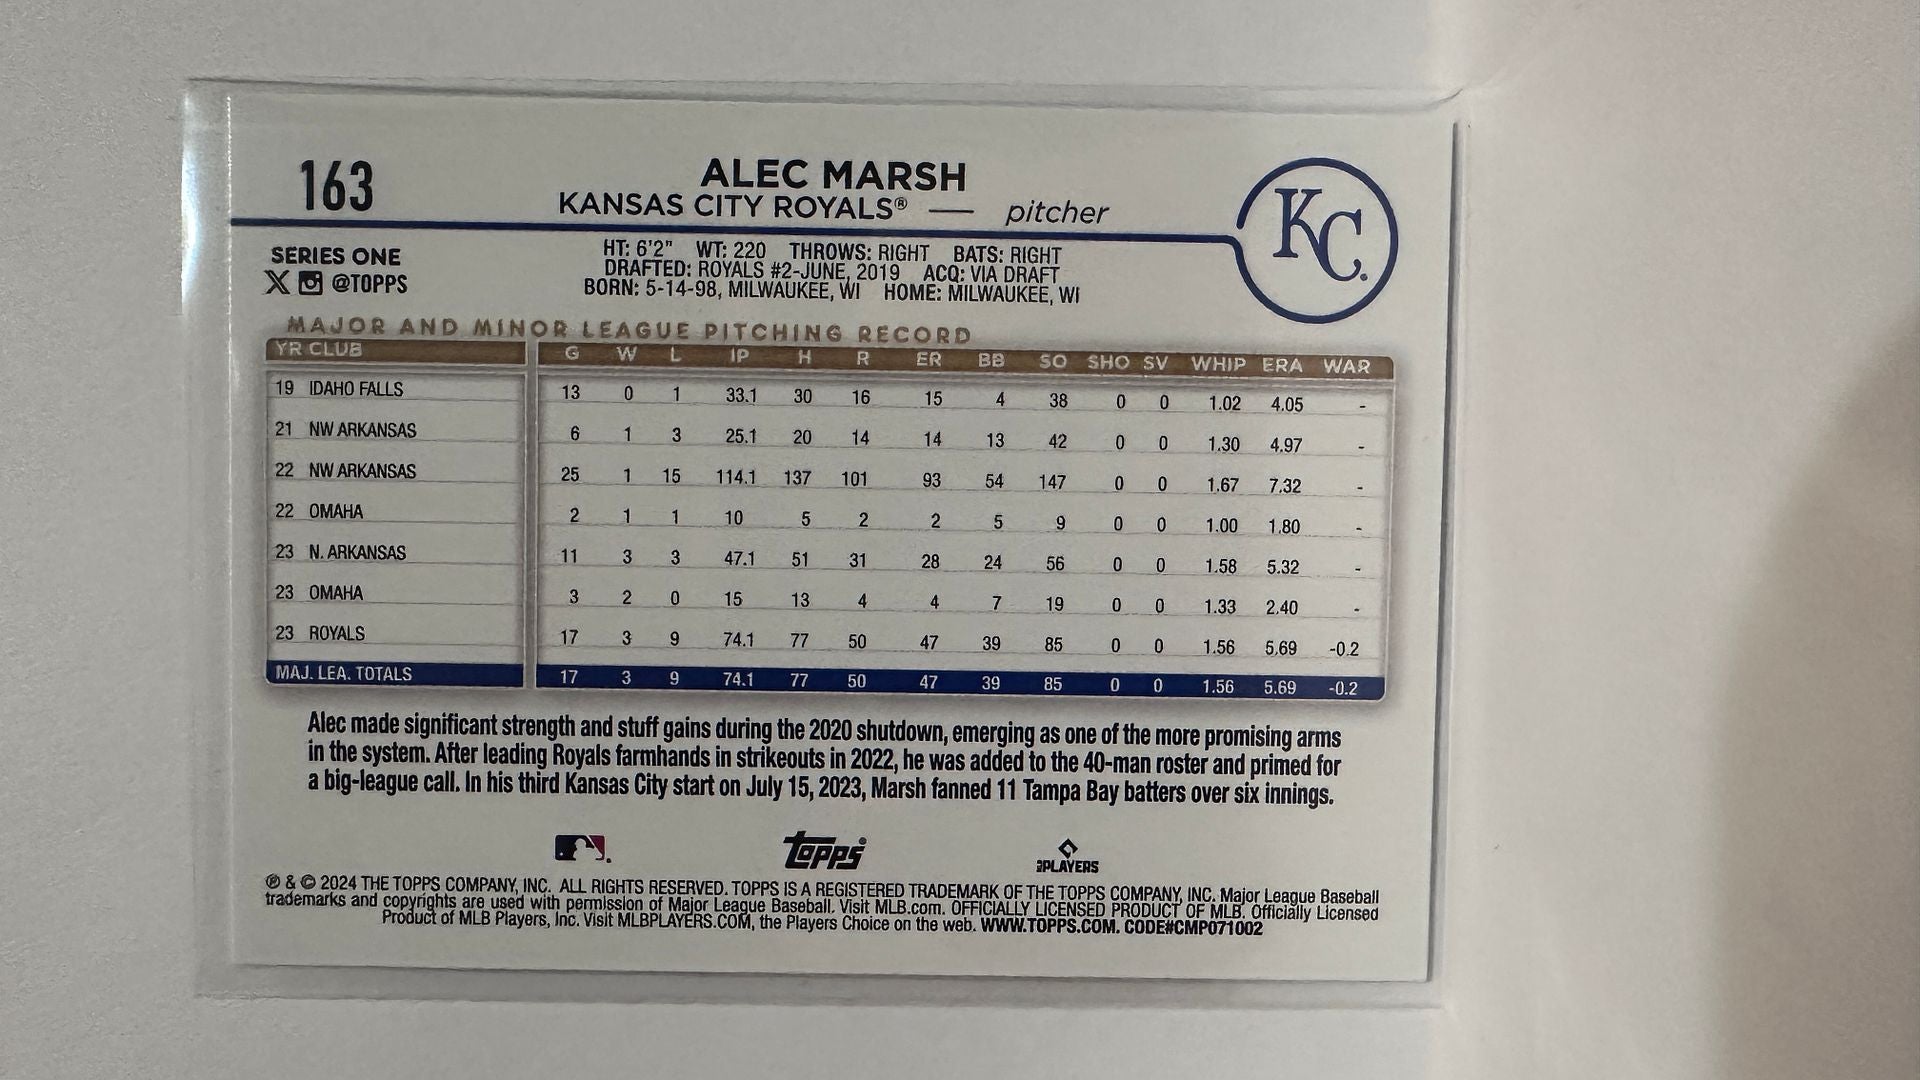 163
ALEC MARSH
KANSAS CITY ROYALS® — pitcher
KC
SERIES ONE
X @TOPPS
HT: 6'2" WT: 220 THROWS: RIGHT BATS: RIGHT
DRAFTED: ROYALS #2-JUNE, 2019 ACQ: VIA DRAFT
BORN: 5-14-98, MILWAUKEE, WI HOME: MILWAUKEE, WI
MAJOR AND MINOR LEAGUE PITCHING RECORD
YR CLUB G W L IP H R ER BB SO SHO SV WHIP ERA WAR
19 IDAHO FALLS 13 0 1 33.1 30 16 15 4 38 0 0 1.02 4.05 -
21 NW ARKANSAS 6 1 3 25.1 20 14 14 13 42 0 0 1.30 4.97 -
22 NW ARKANSAS 25 1 15 114.1 137 101 93 54 147 0 0 1.67 7.32 -
22 OMAHA 2 1 1 10 5 2 2 5 9 0 0 1.00 1.80 -
23 N. ARKANSAS 11 3 3 47.1 51 31 28 24 56 0 0 1.58 5.32 -
23 OMAHA 3 2 0 15 13 4 4 7 19 0 0 1.33 2.40 -
23 ROYALS 17 3 9 74.1 77 50 47 39 85 0 0 1.56 5.69 -0.2
MAJ. LEA. TOTALS 17 3 9 74.1 77 50 47 39 85 0 0 1.56 5.69 -0.2
Alec made significant strength and stuff gains during the 2020 shutdown, emerging as one of the more promising arms
in the system. After leading Royals farmhands in strikeouts in 2022, he was added to the 40-man roster and primed for
a big-league call. In his third Kansas City start on July 15, 2023, Marsh fanned 11 Tampa Bay batters over six innings.
Topps
PLAYERS
® & © 2024 THE TOPPS COMPANY, INC. ALL RIGHTS RESERVED. TOPPS IS A REGISTERED TRADEMARK OF THE TOPPS COMPANY, INC. Major League Baseball
trademarks and copyrights are used with permission of Major League Baseball. Visit MLB.com. OFFICIALLY LICENSED PRODUCT OF MLB. Officially Licensed
Product of MLB Players, Inc. Visit MLBPLAYERS.COM, the Players Choice on the web. WWW.TOPPS.COM. CODE#CMP071002